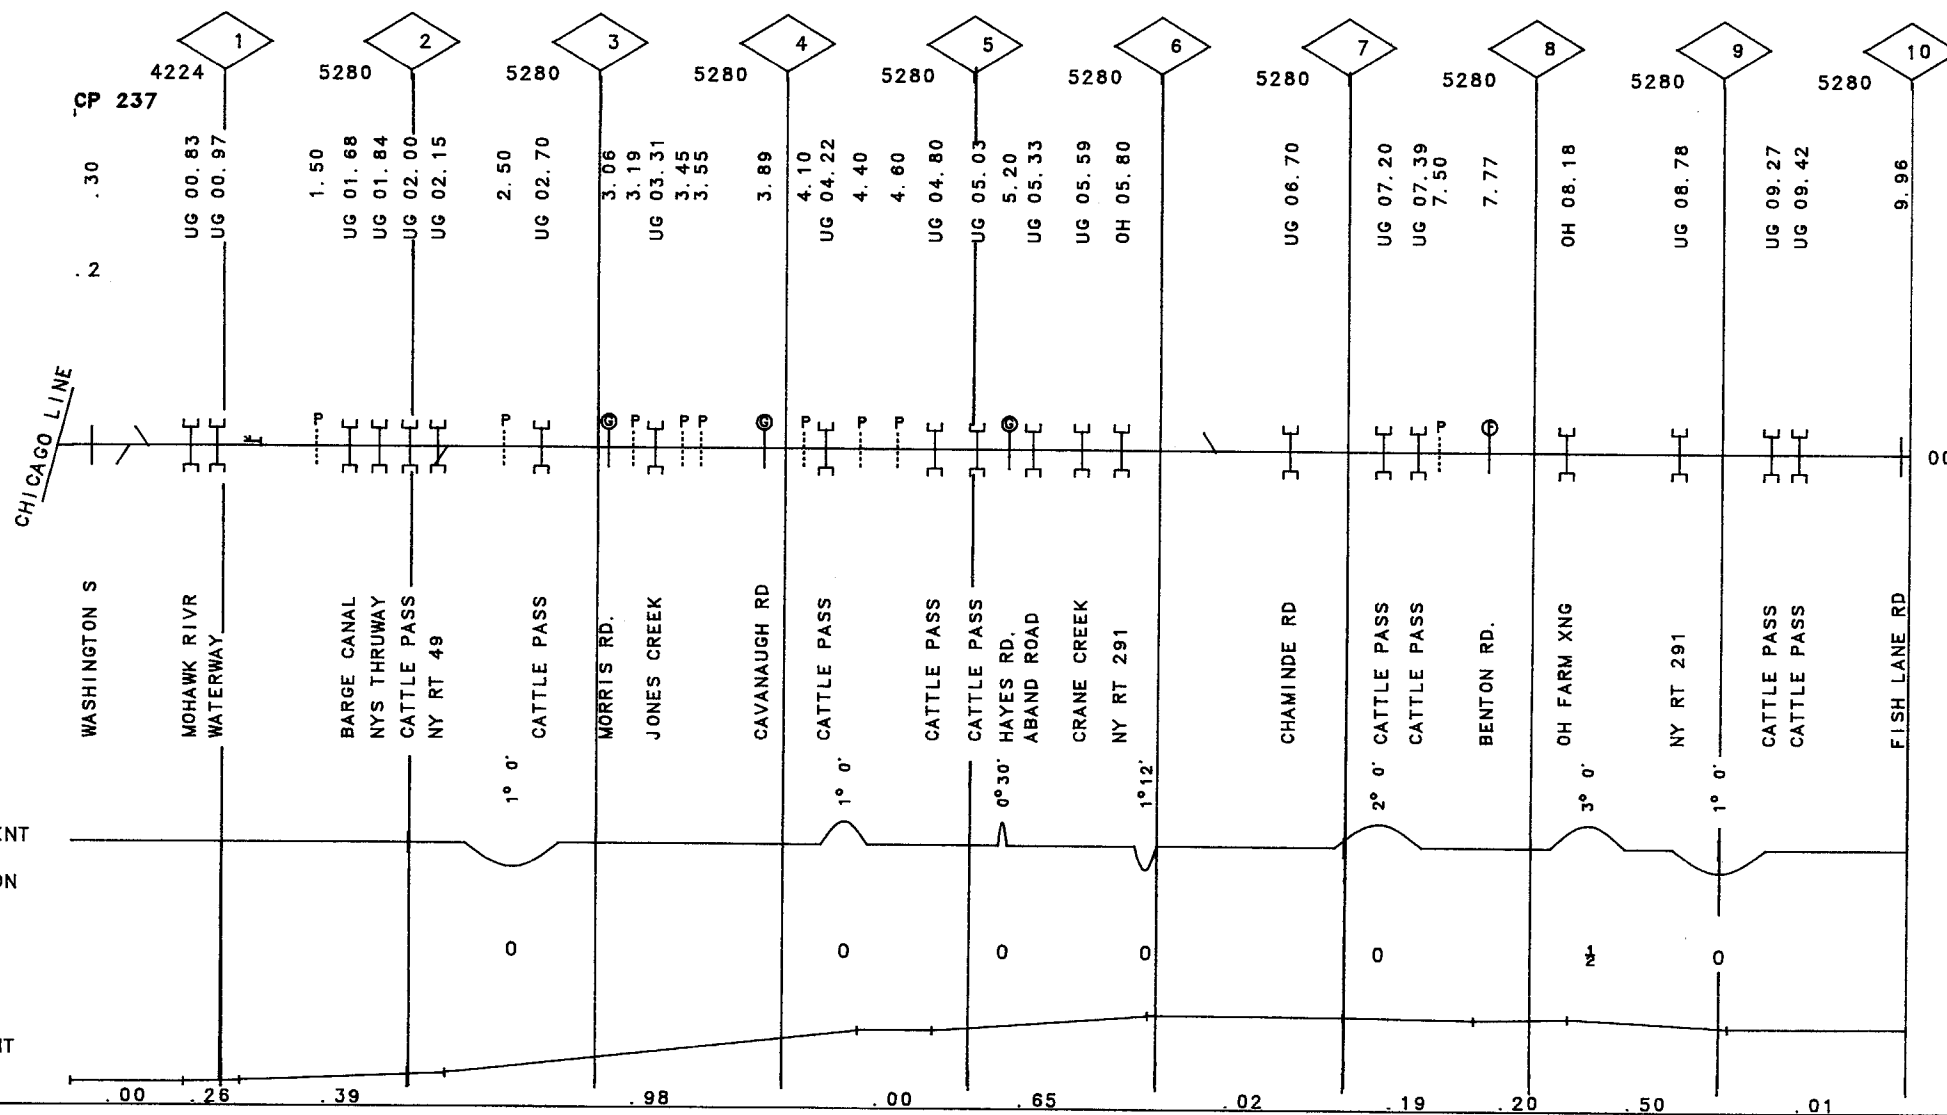 1 2 3 4 5 6 7 8 9 10
4224 5280 5280 5280 5280 5280 5280 5280 5280 5280
CP 237
.30
UG 00.83
UG 00.97
1.50
UG 01.68
UG 01.84
UG 02.00
UG 02.15
2.50
UG 02.70
3.06
3.19
UG 03.31
3.45
3.55
3.89
4.10
UG 04.22
4.40
4.60
UG 04.80
UG 05.03
5.20
UG 05.33
UG 05.59
OH 05.80
UG 06.70
UG 07.20
UG 07.39
7.50
7.77
OH 08.18
UG 08.78
UG 09.27
UG 09.42
9.96
.2
CHICAGO LINE
P P G P P P G P P P G P F
00
WASHINGTON S
MOHAWK RIVR
WATERWAY
BARGE CANAL
NYS THRUWAY
CATTLE PASS
NY RT 49
CATTLE PASS
MORRIS RD.
JONES CREEK
CAVANAUGH RD
CATTLE PASS
CATTLE PASS
CATTLE PASS
HAYES RD.
ABAND ROAD
CRANE CREEK
NY RT 291
CHAMINDE RD
CATTLE PASS
CATTLE PASS
BENTON RD.
OH FARM XNG
NY RT 291
CATTLE PASS
CATTLE PASS
FISH LANE RD
1° 0' 1° 0' 0°30' 1°12' 2° 0' 3° 0' 1° 0'
ENT
ON
0 0 0 0 0 ½ 0
NT
.00 .26 .39 .98 .00 .65 .02 .19 .20 .50 .01